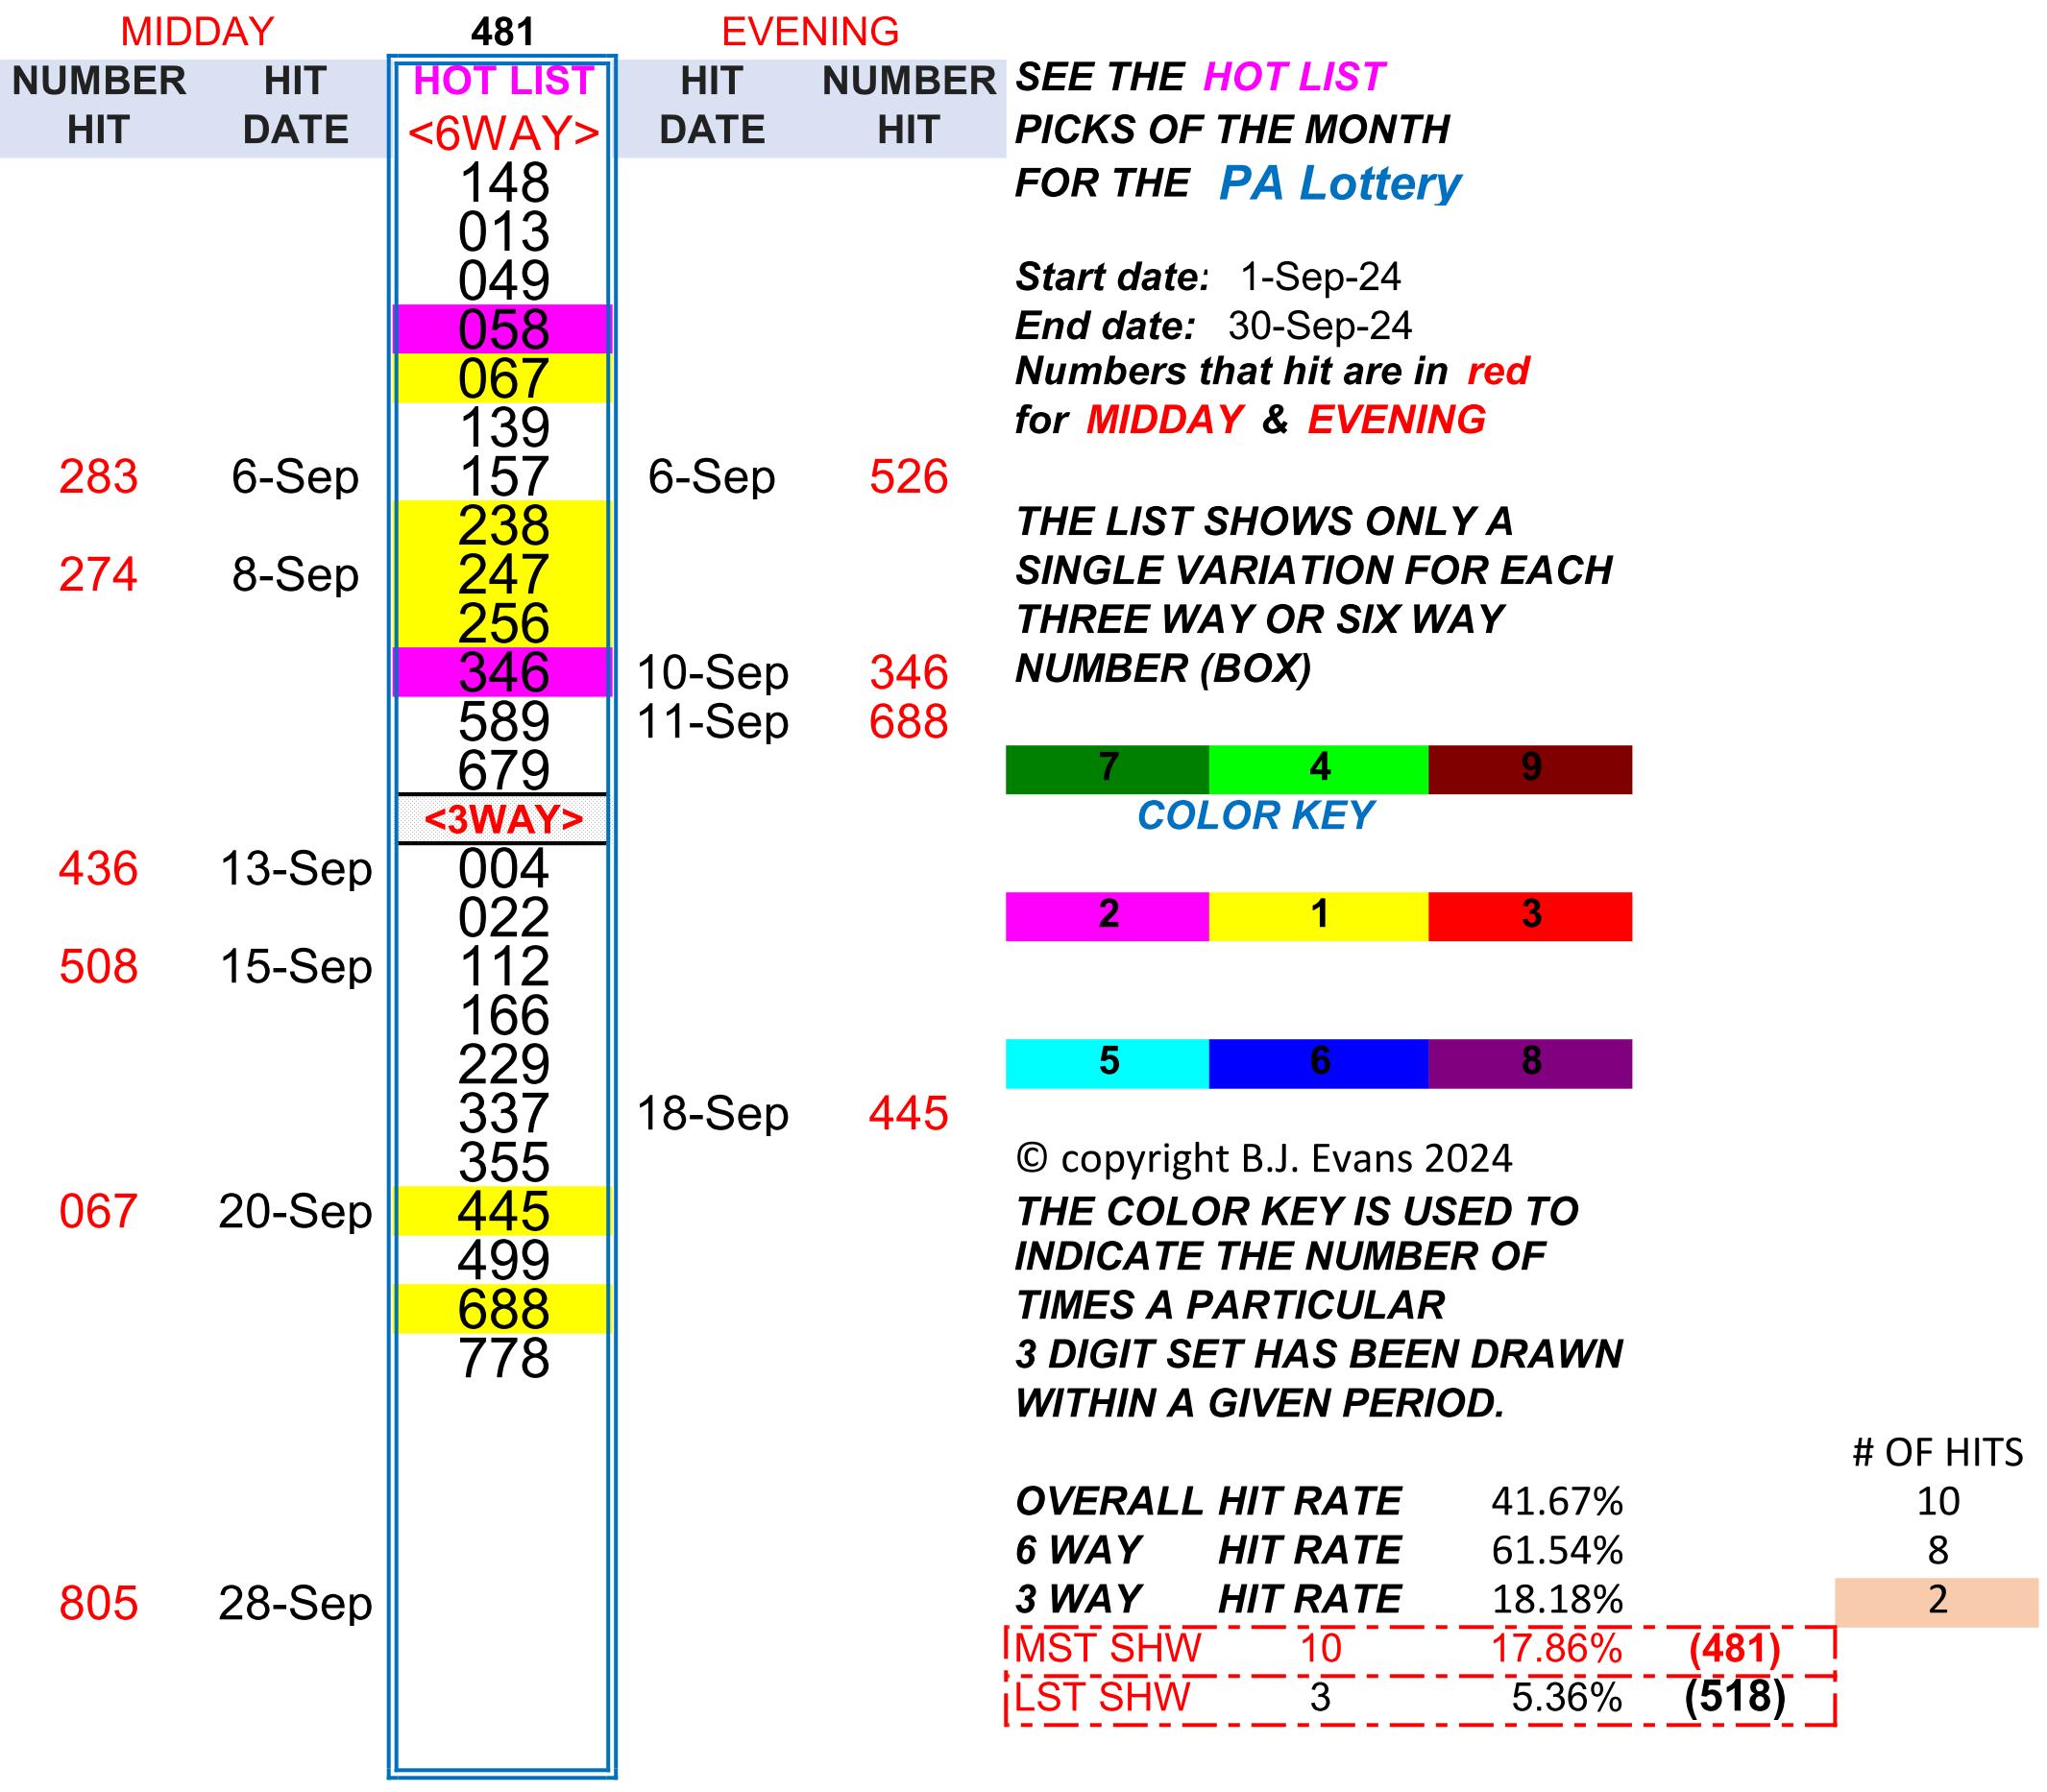 MIDDAY 481 EVENING
NUMBER HIT HOT LIST HIT NUMBER
HIT DATE <6WAY> DATE HIT
148
013
049
058
067
139
283 6-Sep 157 6-Sep 526
238
274 8-Sep 247
256
346 10-Sep 346
589 11-Sep 688
679
<3WAY>
436 13-Sep 004
022
508 15-Sep 112
166
229
337 18-Sep 445
355
067 20-Sep 445
499
688
778
805 28-Sep
SEE THE HOT LIST
PICKS OF THE MONTH
FOR THE PA Lottery
Start date: 1-Sep-24
End date: 30-Sep-24
Numbers that hit are in red
for MIDDAY & EVENING
THE LIST SHOWS ONLY A
SINGLE VARIATION FOR EACH
THREE WAY OR SIX WAY
NUMBER (BOX)
7 4 9
COLOR KEY
2 1 3
5 6 8
© copyright B.J. Evans 2024
THE COLOR KEY IS USED TO
INDICATE THE NUMBER OF
TIMES A PARTICULAR
3 DIGIT SET HAS BEEN DRAWN
WITHIN A GIVEN PERIOD.
# OF HITS
OVERALL HIT RATE 41.67% 10
6 WAY HIT RATE 61.54% 8
3 WAY HIT RATE 18.18% 2
MST SHW 10 17.86% (481)
LST SHW 3 5.36% (518)